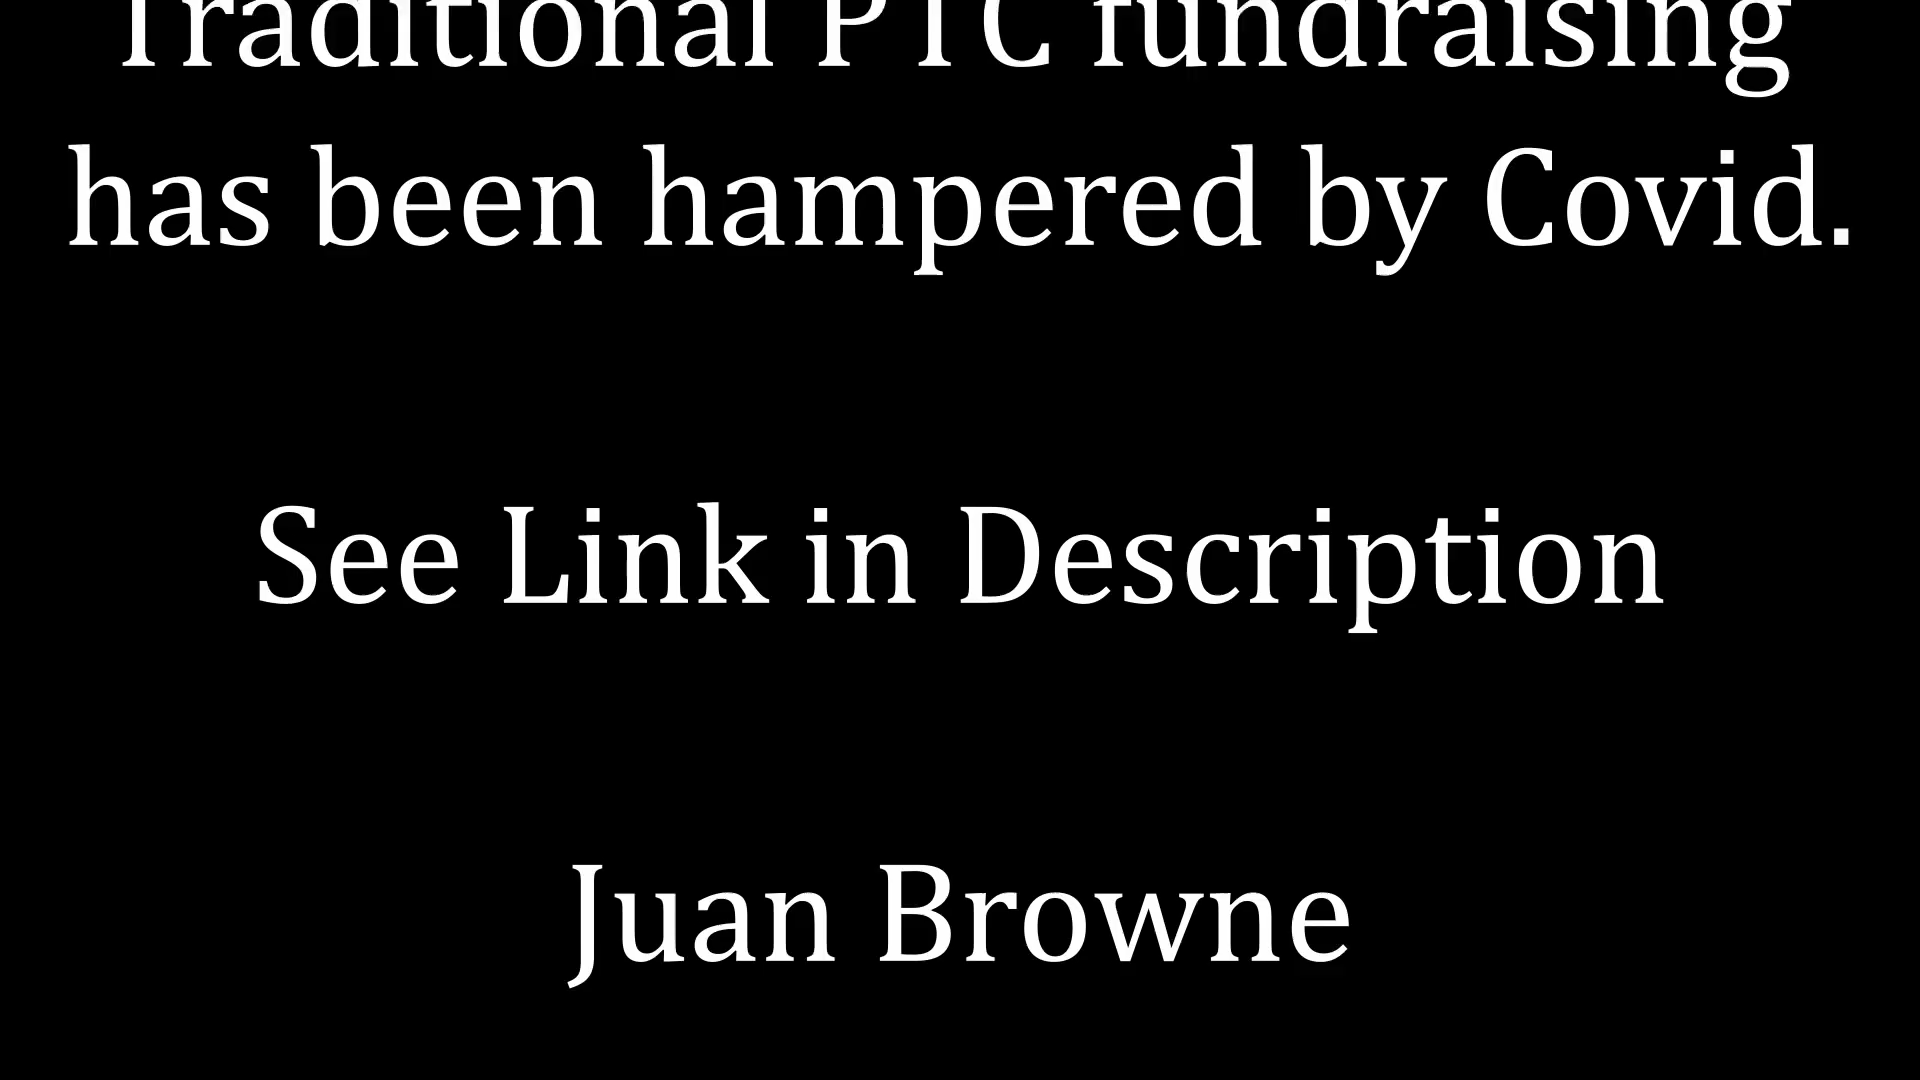 Traditional PTC fundraising
has been hampered by Covid.
See Link in Description
Juan Browne